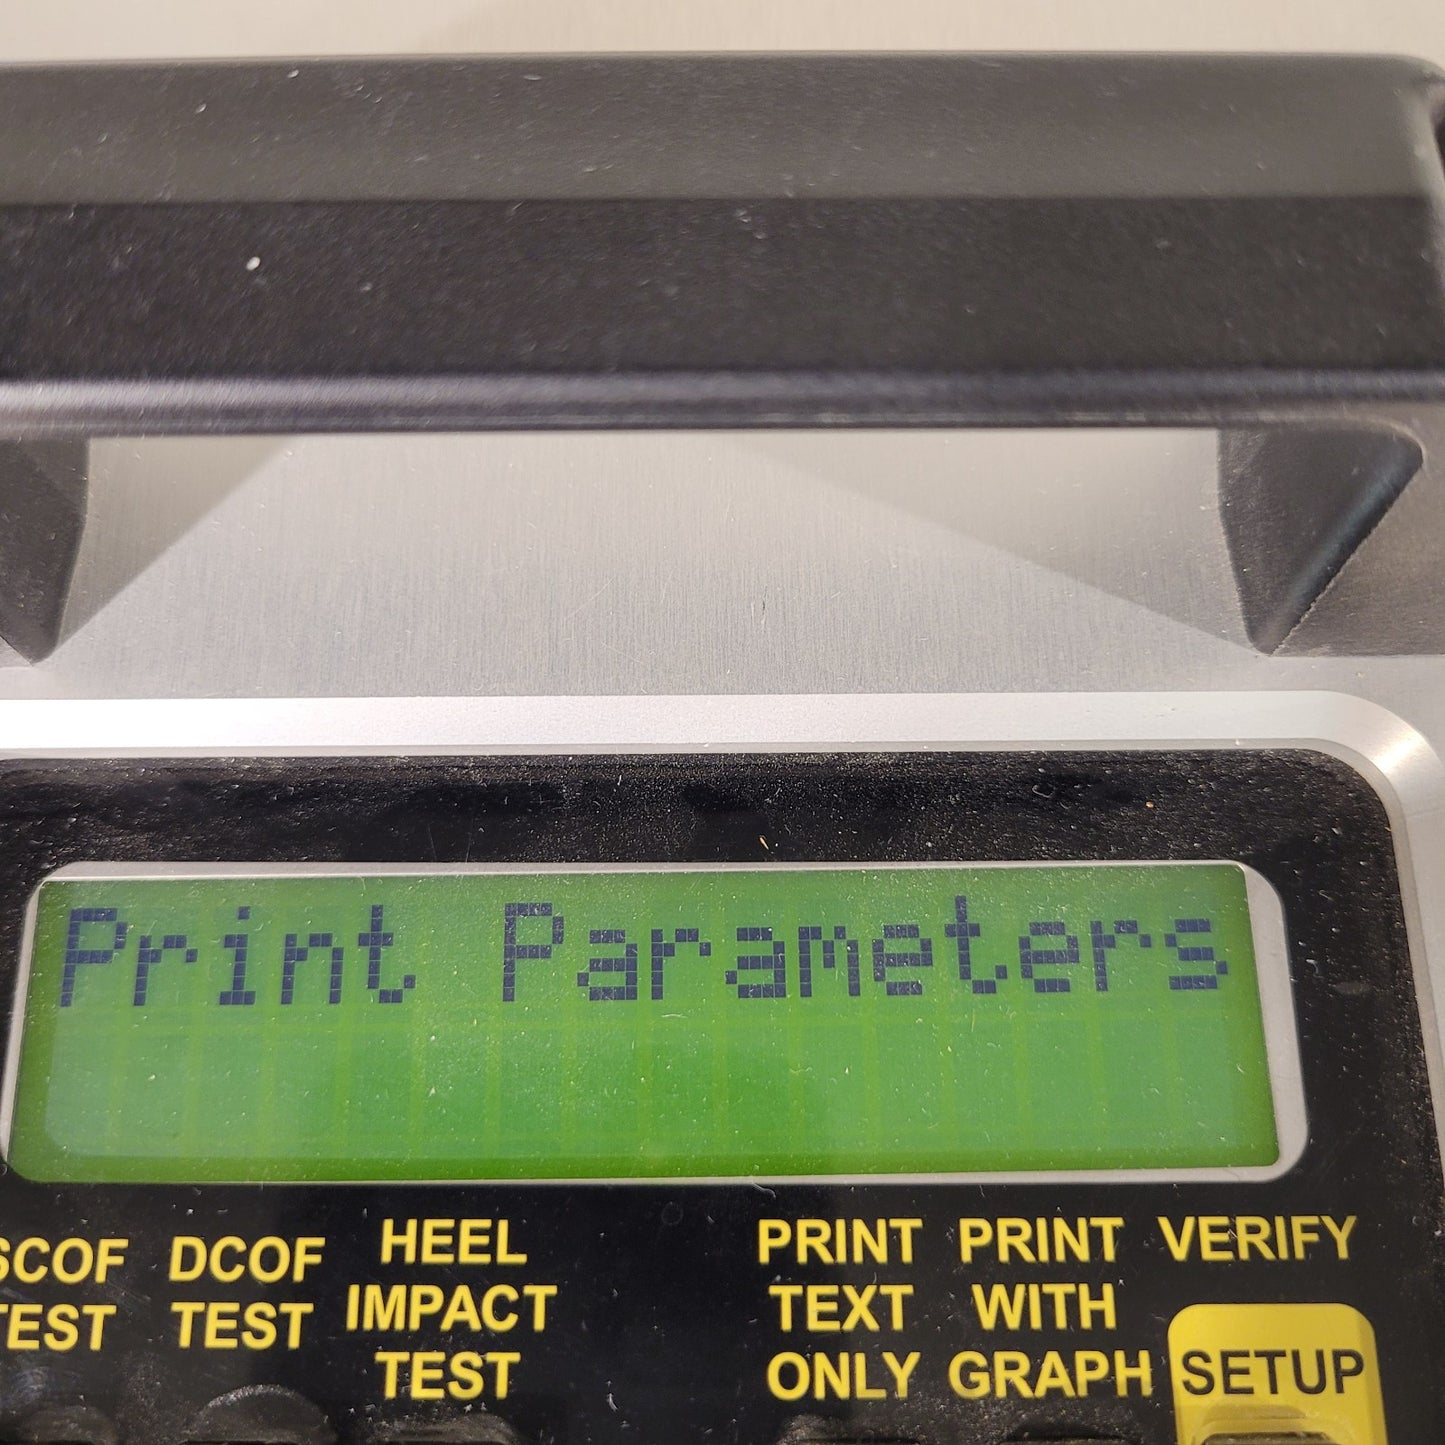 Print Parameters
SCOF TEST
DCOF TEST
HEEL IMPACT TEST
PRINT TEXT ONLY
PRINT WITH GRAPH
VERIFY
SETUP